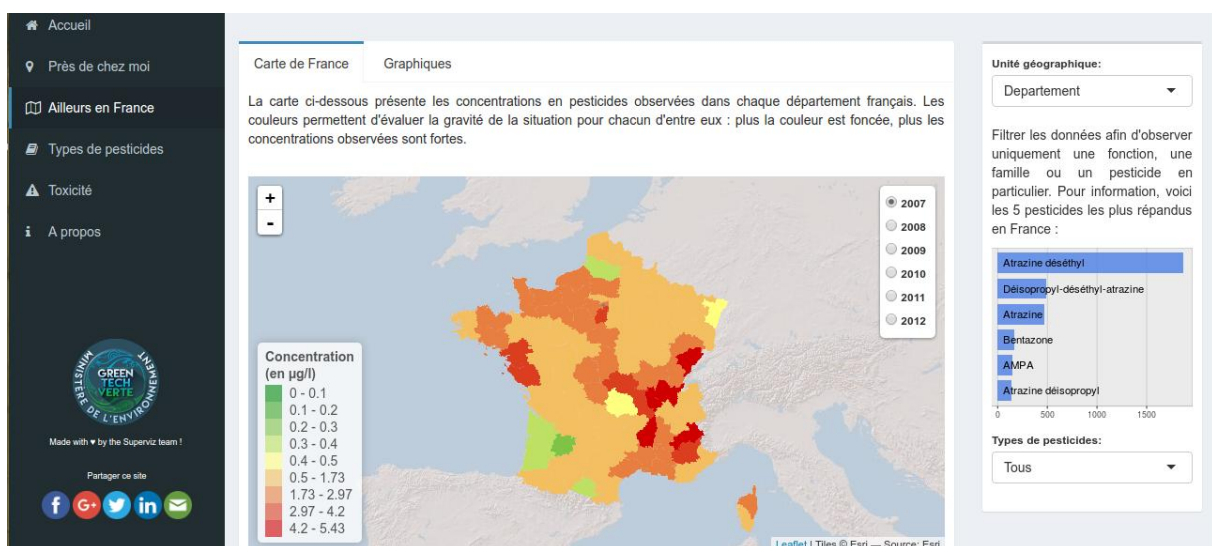 Accueil
Près de chez moi
Ailleurs en France
Types de pesticides
Toxicité
A propos
MINISTÈRE DE L'ENVIRONNEMENT
GREEN
TECH
VERTE
Made with ♥ by the Superviz team !
Partager ce site
Carte de France
Graphiques
La carte ci-dessous présente les concentrations en pesticides observées dans chaque département français. Les
couleurs permettent d'évaluer la gravité de la situation pour chacun d'entre eux : plus la couleur est foncée, plus les
concentrations observées sont fortes.
+
-
2007
2008
2009
2010
2011
2012
Concentration
(en µg/l)
0 - 0.1
0.1 - 0.2
0.2 - 0.3
0.3 - 0.4
0.4 - 0.5
0.5 - 1.73
1.73 - 2.97
2.97 - 4.2
4.2 - 5.43
Leaflet | Tiles © Esri — Source: Esri
Unité géographique:
Departement
Filtrer les données afin d'observer
uniquement une fonction, une
famille ou un pesticide en
particulier. Pour information, voici
les 5 pesticides les plus répandus
en France :
Atrazine déséthyl
Déisopropyl-déséthyl-atrazine
Atrazine
Bentazone
AMPA
Atrazine déisopropyl
0 500 1000 1500
Types de pesticides:
Tous